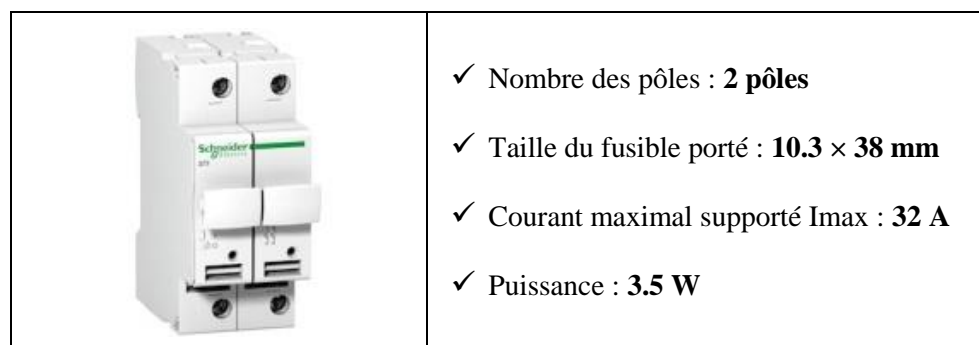 Schneider
Electric
✓ Nombre des pôles : 2 pôles
✓ Taille du fusible porté : 10.3 × 38 mm
✓ Courant maximal supporté Imax : 32 A
✓ Puissance : 3.5 W